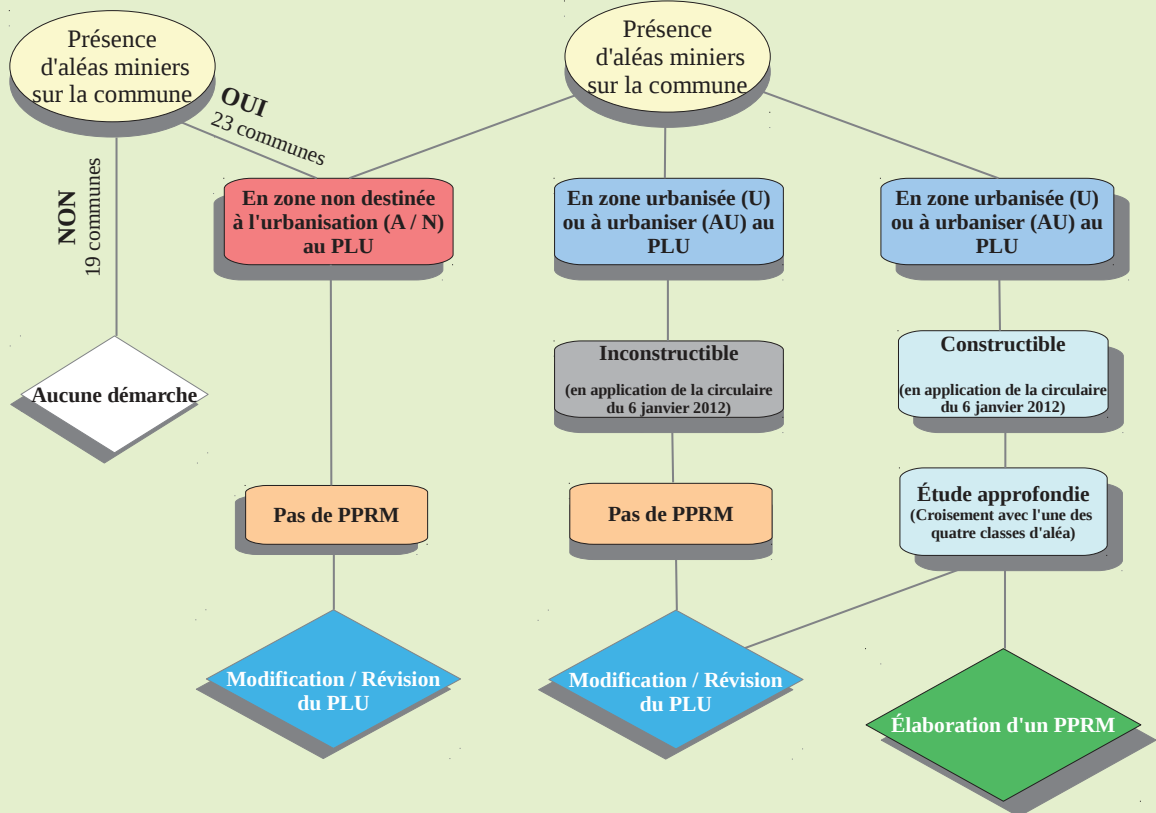 Présence
d'aléas miniers
sur la commune
OUI
23 communes
NON
19 communes
Aucune démarche
Présence
d'aléas miniers
sur la commune
En zone non destinée
à l'urbanisation (A / N)
au PLU
Pas de PPRM
Modification / Révision
du PLU
En zone urbanisée (U)
ou à urbaniser (AU) au
PLU
Inconstructible
(en application de la circulaire
du 6 janvier 2012)
Pas de PPRM
Modification / Révision
du PLU
En zone urbanisée (U)
ou à urbaniser (AU) au
PLU
Constructible
(en application de la circulaire
du 6 janvier 2012)
Étude approfondie
(Croisement avec l'une des
quatre classes d'aléa)
Élaboration d'un PPRM